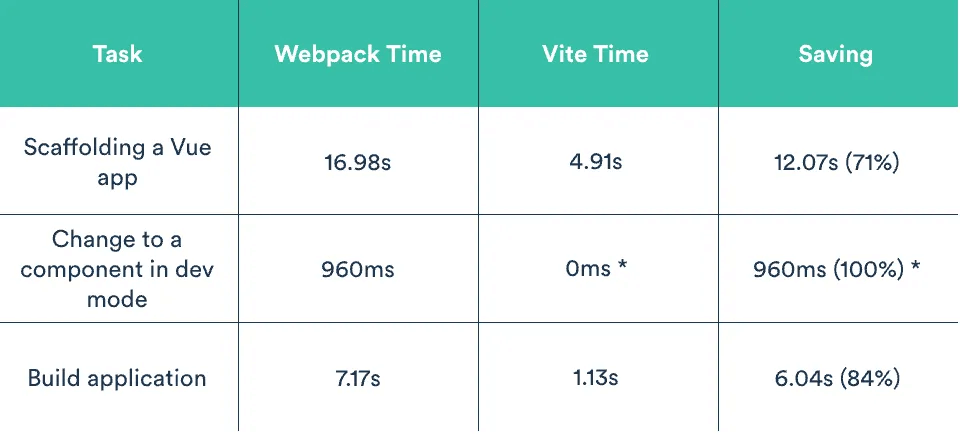 Task Webpack Time Vite Time Saving
Scaffolding a Vue
app
16.98s 4.91s 12.07s (71%)
Change to a
component in dev
mode
960ms 0ms * 960ms (100%) *
Build application 7.17s 1.13s 6.04s (84%)